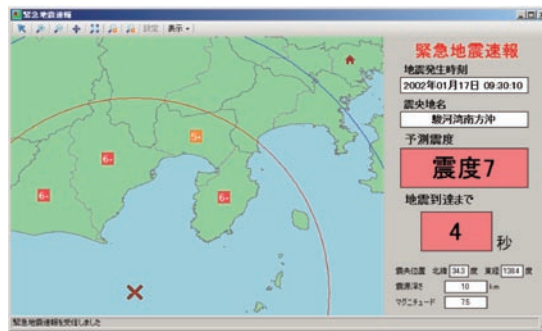 緊急地震速報
設定 表示
緊急地震速報
地震発生時刻
2002年01月17日 09:30:10
震央地名
駿河湾南方沖
予測震度
震度7
地震到達まで
4 秒
5-
6-
6-
6-
震央位置 北緯 34.3 度 東経 138.4 度
震源深さ 10 km
マグニチュード 7.5
緊急地震速報を受信しました